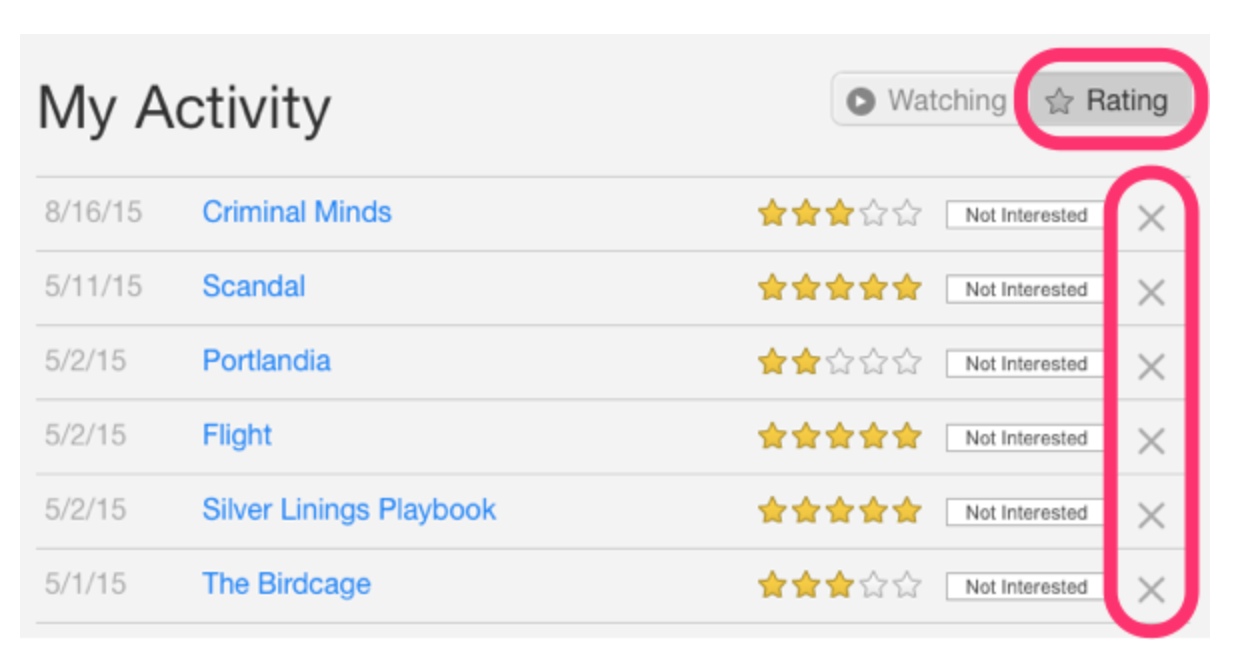 My Activity Watching Rating
8/16/15 Criminal Minds Not Interested
5/11/15 Scandal Not Interested
5/2/15 Portlandia Not Interested
5/2/15 Flight Not Interested
5/2/15 Silver Linings Playbook Not Interested
5/1/15 The Birdcage Not Interested